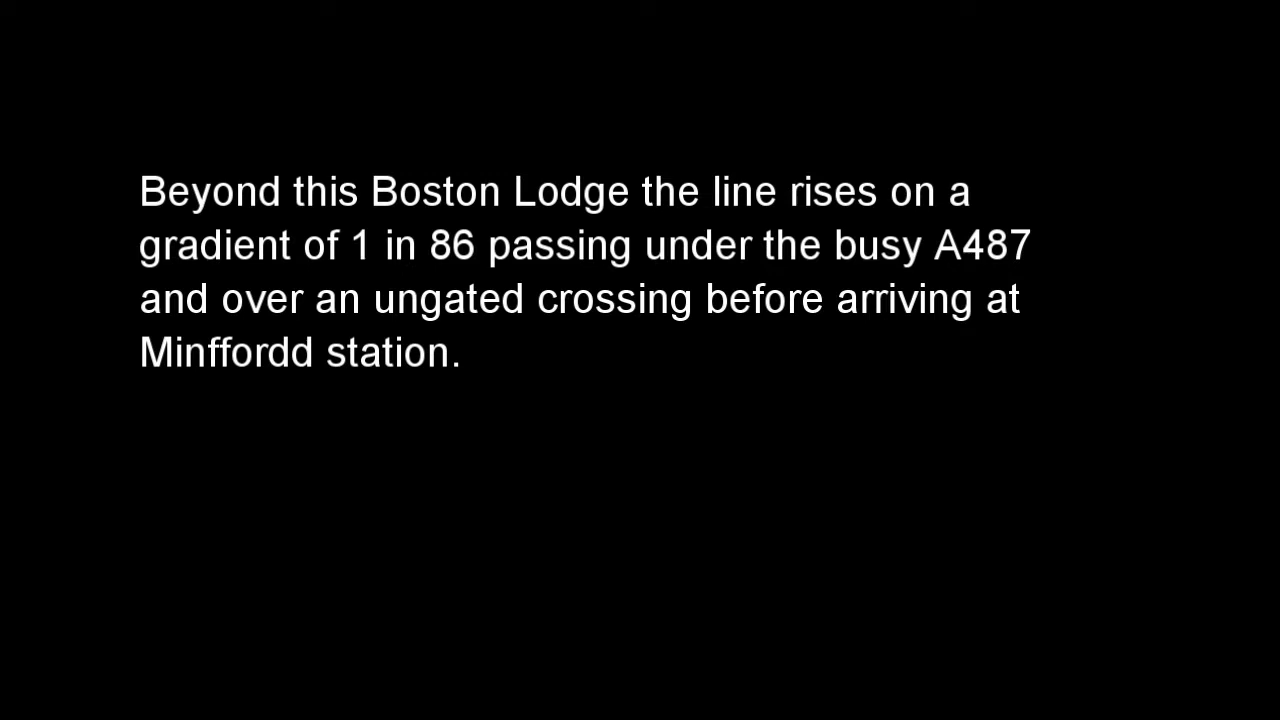 Beyond this Boston Lodge the line rises on a
gradient of 1 in 86 passing under the busy A487
and over an ungated crossing before arriving at
Minffordd station.